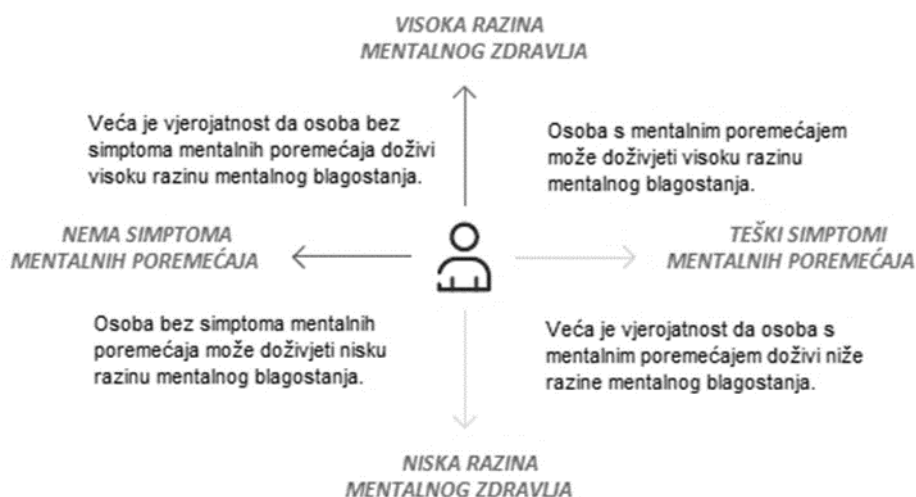 VISOKA RAZINA
MENTALNOG ZDRAVLJA
Veća je vjerojatnost da osoba bez
simptoma mentalnih poremećaja doživi
visoku razinu mentalnog blagostanja.
Osoba s mentalnim poremećajem
može doživjeti visoku razinu
mentalnog blagostanja.
NEMA SIMPTOMA
MENTALNIH POREMEĆAJA
TEŠKI SIMPTOMI
MENTALNIH POREMEĆAJA
Osoba bez simptoma mentalnih
poremećaja može doživjeti nisku
razinu mentalnog blagostanja.
Veća je vjerojatnost da osoba s
mentalnim poremećajem doživi niže
razine mentalnog blagostanja.
NISKA RAZINA
MENTALNOG ZDRAVLJA